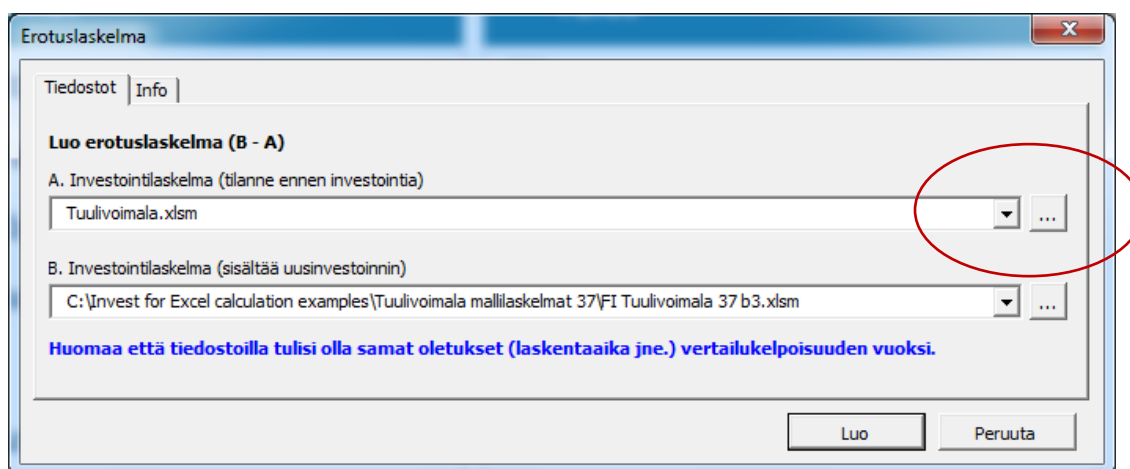 Erotuslaskelma
Tiedostot Info
Luo erotuslaskelma (B - A)
A. Investointilaskelma (tilanne ennen investointia)
Tuulivoimala.xlsm
...
B. Investointilaskelma (sisältää uusinvestoinnin)
C:\Invest for Excel calculation examples\Tuulivoimala mallilaskelmat 37\FI Tuulivoimala 37 b3.xlsm
...
Huomaa että tiedostoilla tulisi olla samat oletukset (laskentaaika jne.) vertailukelpoisuuden vuoksi.
Luo Peruuta